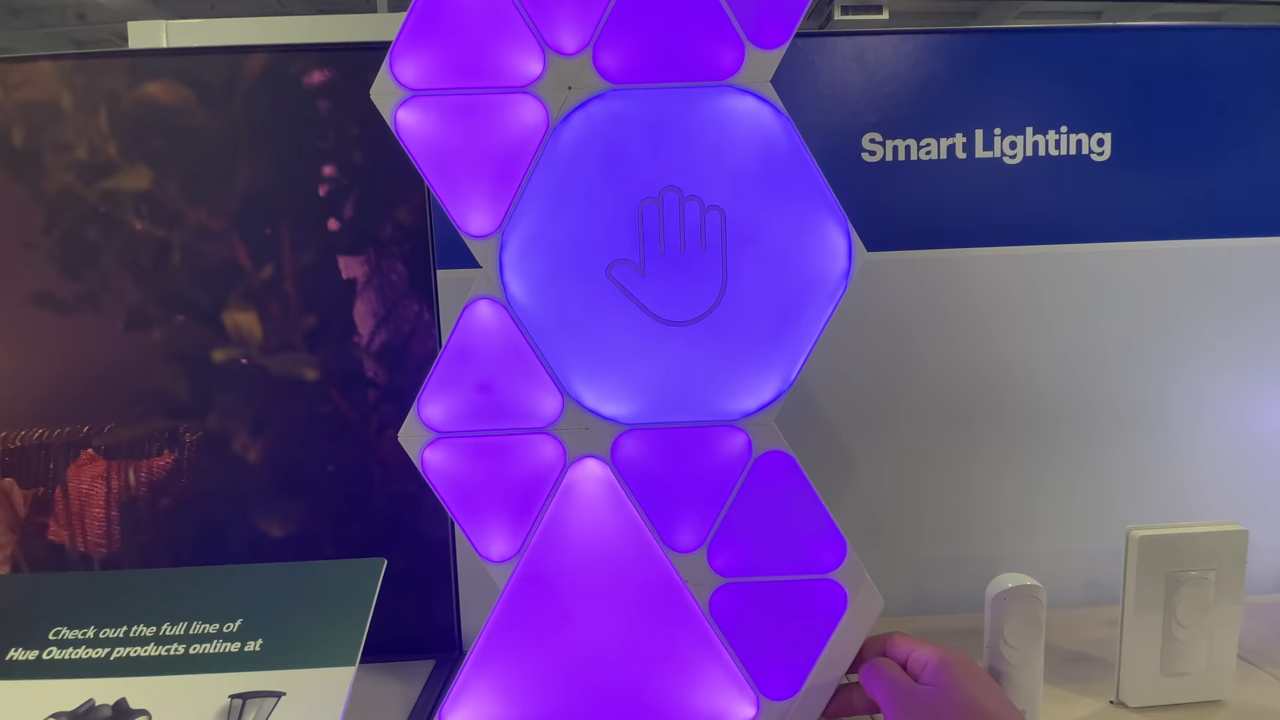 Smart Lighting
Check out the full line of
Hue Outdoor products online at